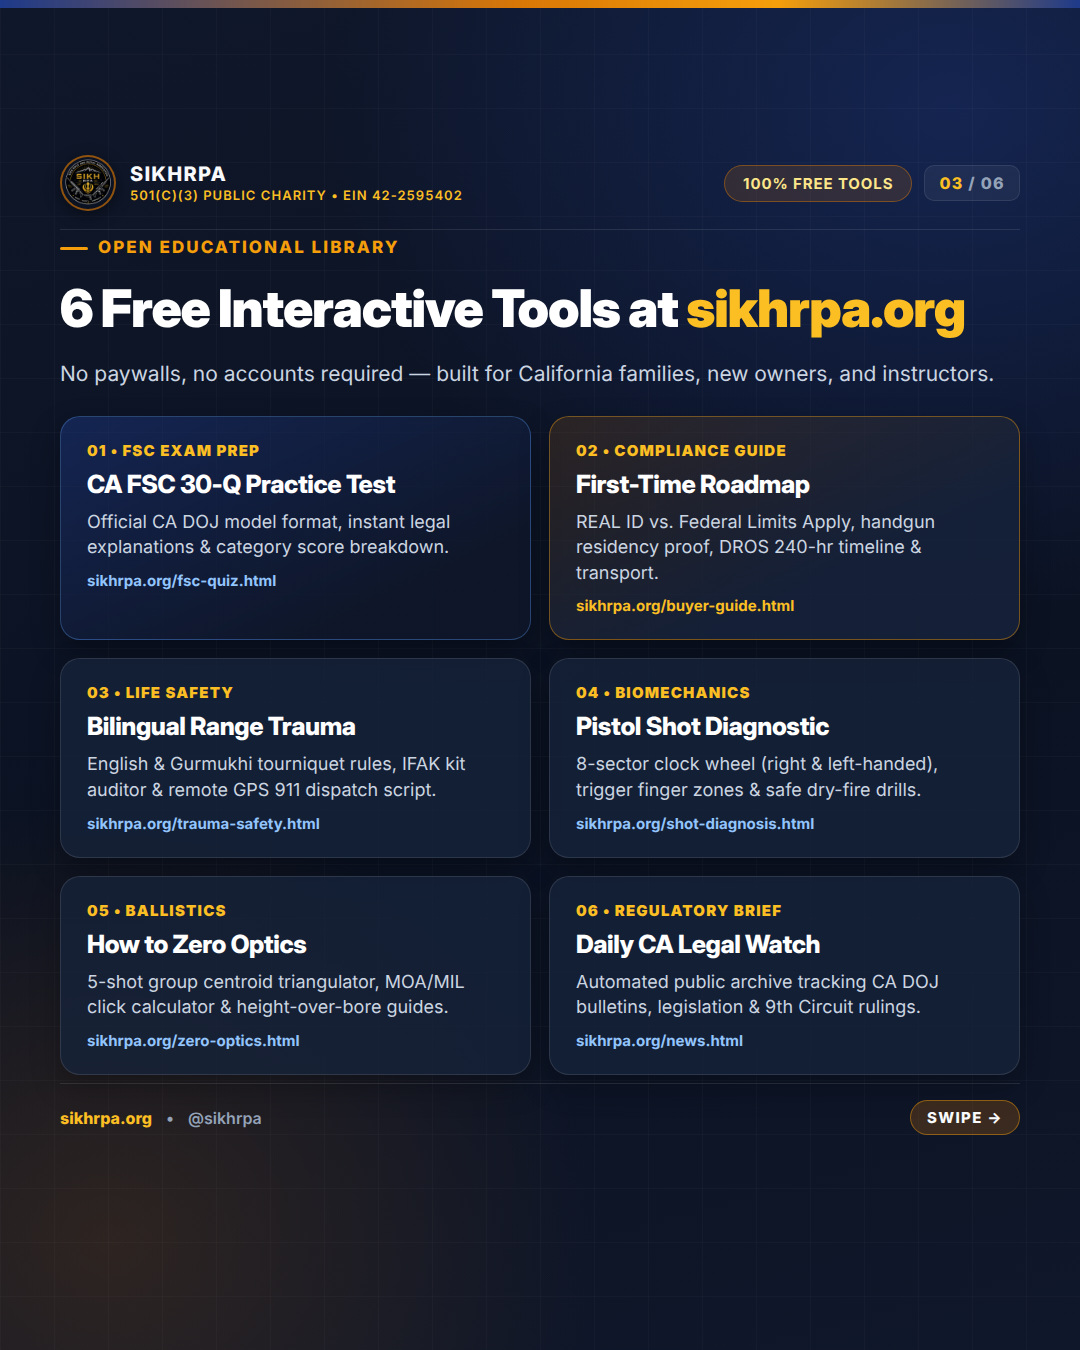 SIKH
SIKHRPA
501(C)(3) PUBLIC CHARITY • EIN 42-2595402
100% FREE TOOLS
03 / 06
OPEN EDUCATIONAL LIBRARY
6 Free Interactive Tools at sikhrpa.org
No paywalls, no accounts required — built for California families, new owners, and instructors.
01 • FSC EXAM PREP
CA FSC 30-Q Practice Test
Official CA DOJ model format, instant legal
explanations & category score breakdown.
sikhrpa.org/fsc-quiz.html
02 • COMPLIANCE GUIDE
First-Time Roadmap
REAL ID vs. Federal Limits Apply, handgun
residency proof, DROS 240-hr timeline &
transport.
sikhrpa.org/buyer-guide.html
03 • LIFE SAFETY
Bilingual Range Trauma
English & Gurmukhi tourniquet rules, IFAK kit
auditor & remote GPS 911 dispatch script.
sikhrpa.org/trauma-safety.html
04 • BIOMECHANICS
Pistol Shot Diagnostic
8-sector clock wheel (right & left-handed),
trigger finger zones & safe dry-fire drills.
sikhrpa.org/shot-diagnosis.html
05 • BALLISTICS
How to Zero Optics
5-shot group centroid triangulator, MOA/MIL
click calculator & height-over-bore guides.
sikhrpa.org/zero-optics.html
06 • REGULATORY BRIEF
Daily CA Legal Watch
Automated public archive tracking CA DOJ
bulletins, legislation & 9th Circuit rulings.
sikhrpa.org/news.html
sikhrpa.org • @sikhrpa
SWIPE →